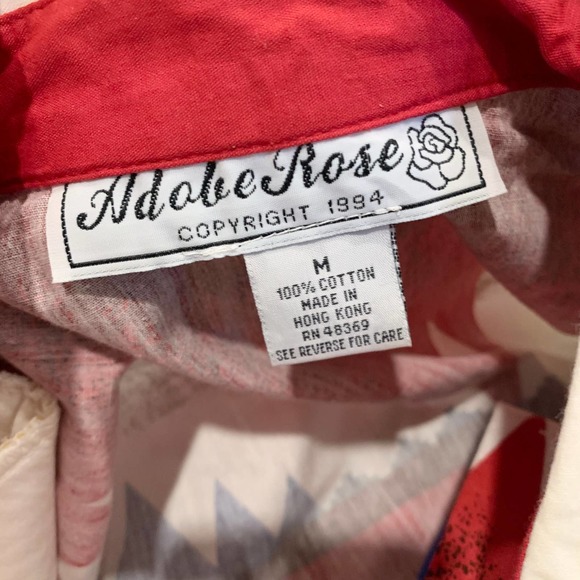 Adobe Rose
COPYRIGHT 1994
M
100% COTTON
MADE IN
HONG KONG
RN 48369
SEE REVERSE FOR CARE